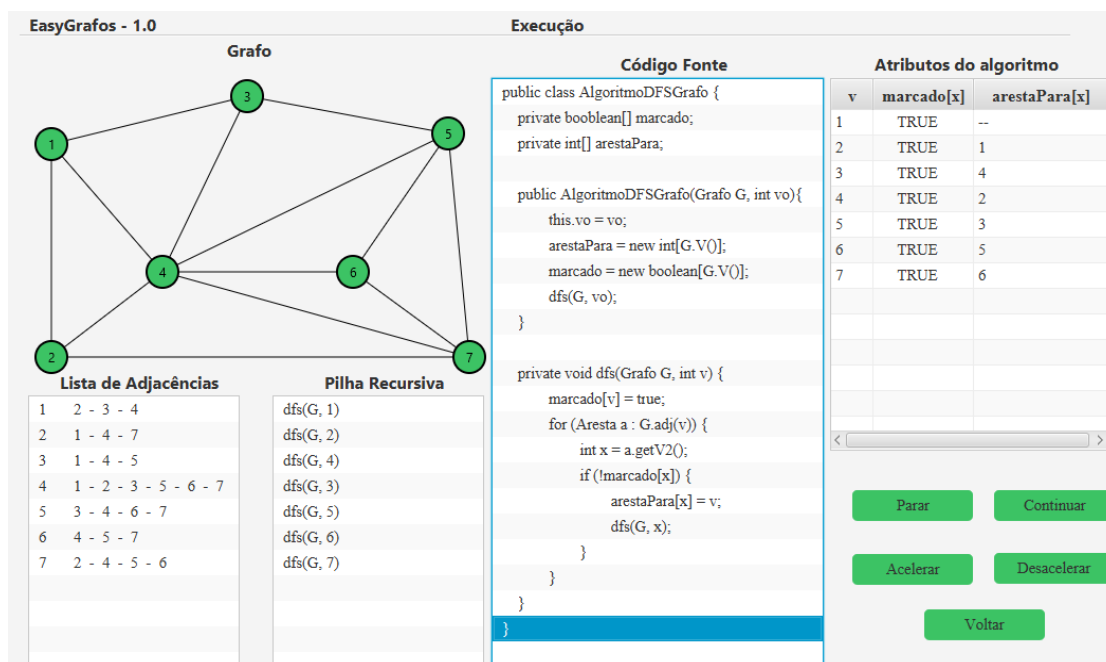 EasyGrafos - 1.0
Execução
Grafo
3
1
5
4
6
2
7
Lista de Adjacências
1 2 - 3 - 4
2 1 - 4 - 7
3 1 - 4 - 5
4 1 - 2 - 3 - 5 - 6 - 7
5 3 - 4 - 6 - 7
6 4 - 5 - 7
7 2 - 4 - 5 - 6
Pilha Recursiva
dfs(G, 1)
dfs(G, 2)
dfs(G, 4)
dfs(G, 3)
dfs(G, 5)
dfs(G, 6)
dfs(G, 7)
Código Fonte
public class AlgoritmoDFSGrafo {
private booblean[] marcado;
private int[] arestaPara;
public AlgoritmoDFSGrafo(Grafo G, int vo){
this.vo = vo;
arestaPara = new int[G.V()];
marcado = new boolean[G.V()];
dfs(G, vo);
}
private void dfs(Grafo G, int v) {
marcado[v] = true;
for (Aresta a : G.adj(v)) {
int x = a.getV2();
if (!marcado[x]) {
arestaPara[x] = v;
dfs(G, x);
}
}
}
}
Atributos do algoritmo
v marcado[x] arestaPara[x]
1 TRUE --
2 TRUE 1
3 TRUE 4
4 TRUE 2
5 TRUE 3
6 TRUE 5
7 TRUE 6
Parar Continuar
Acelerar Desacelerar
Voltar